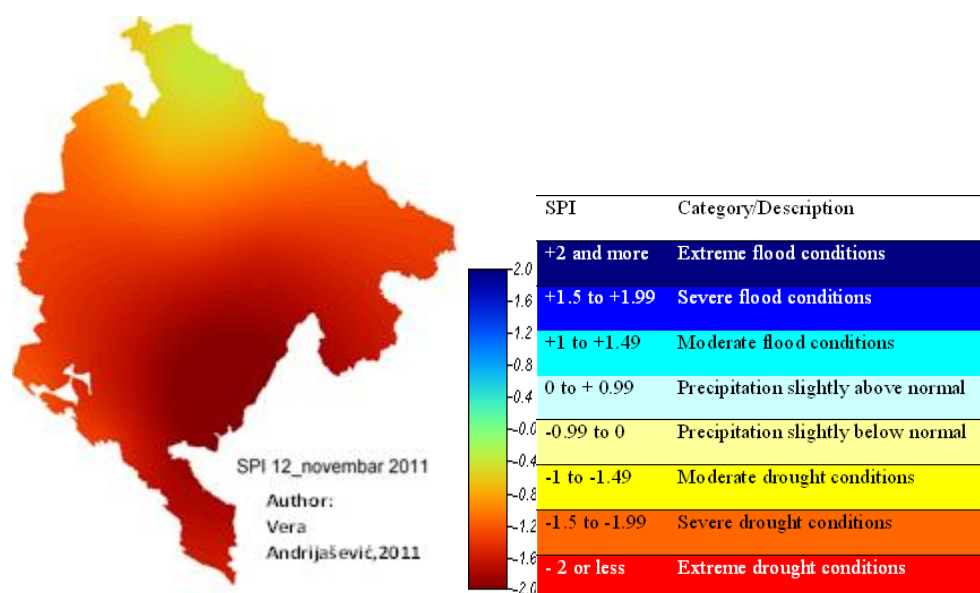 SPI 12_novembar 2011
Author:
Vera
Andrijašević,2011
2.0
-1.6
-1.2
-0.8
-0.4
-0.0
-0.4
-0.8
-1.2
-1.6
-2.0
SPI Category/Description
+2 and more Extreme flood conditions
+1.5 to +1.99 Severe flood conditions
+1 to +1.49 Moderate flood conditions
0 to + 0.99 Precipitation slightly above normal
-0.99 to 0 Precipitation slightly below normal
-1 to -1.49 Moderate drought conditions
-1.5 to -1.99 Severe drought conditions
- 2 or less Extreme drought conditions